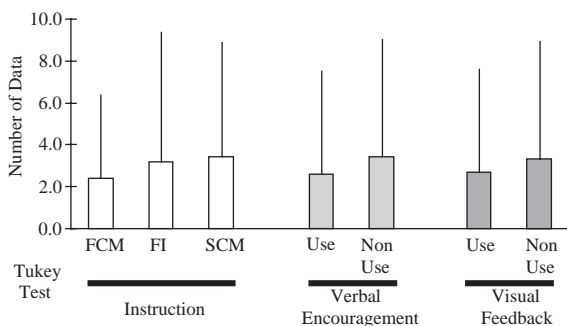 Number of Data
10.0
8.0
6.0
4.0
2.0
0.0
FCM FI SCM Use Non Use Use Non Use
Tukey Test
Instruction
Verbal Encouragement
Visual Feedback